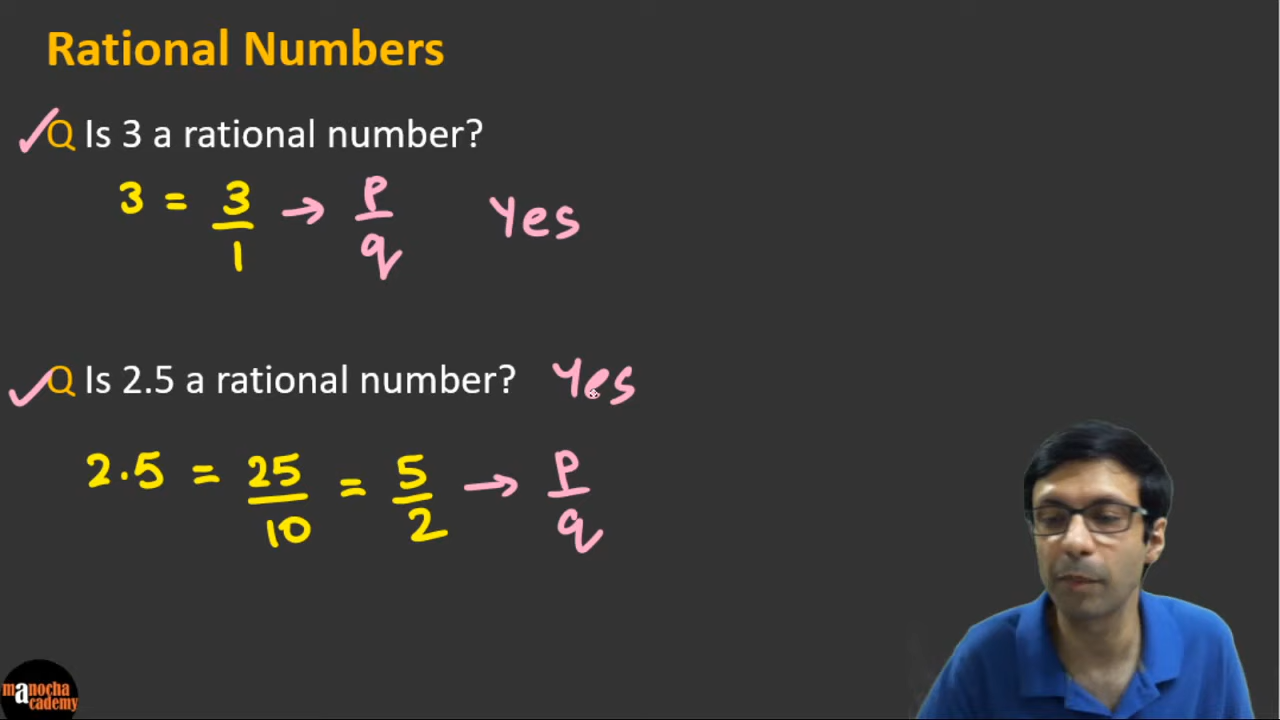 Rational Numbers
Q Is 3 a rational number?
3 = 3/1 → p/q Yes
Q Is 2.5 a rational number? Yes
2.5 = 25/10 = 5/2 → p/q
manocha
academy